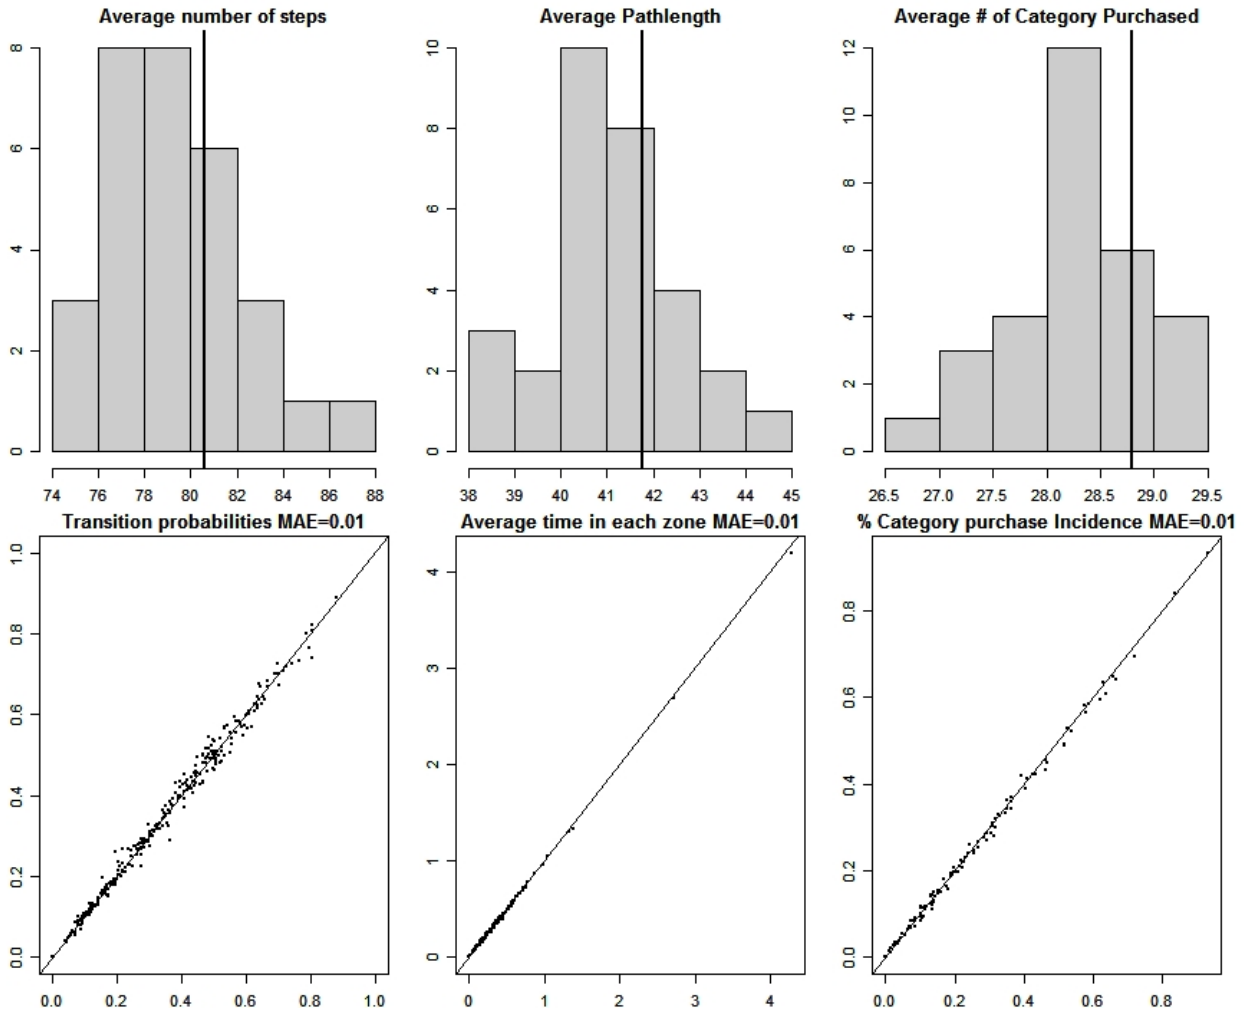 Average number of steps
8
6
4
2
0
74 76 78 80 82 84 86 88
Average Pathlength
10
8
6
4
2
0
38 39 40 41 42 43 44 45
Average # of Category Purchased
12
10
8
6
4
2
0
26.5 27.0 27.5 28.0 28.5 29.0 29.5
Transition probabilities MAE=0.01
1.0
0.8
0.6
0.4
0.2
0.0
0.0 0.2 0.4 0.6 0.8 1.0
Average time in each zone MAE=0.01
4
3
2
1
0
0 1 2 3 4
% Category purchase Incidence MAE=0.01
0.8
0.6
0.4
0.2
0.0
0.0 0.2 0.4 0.6 0.8